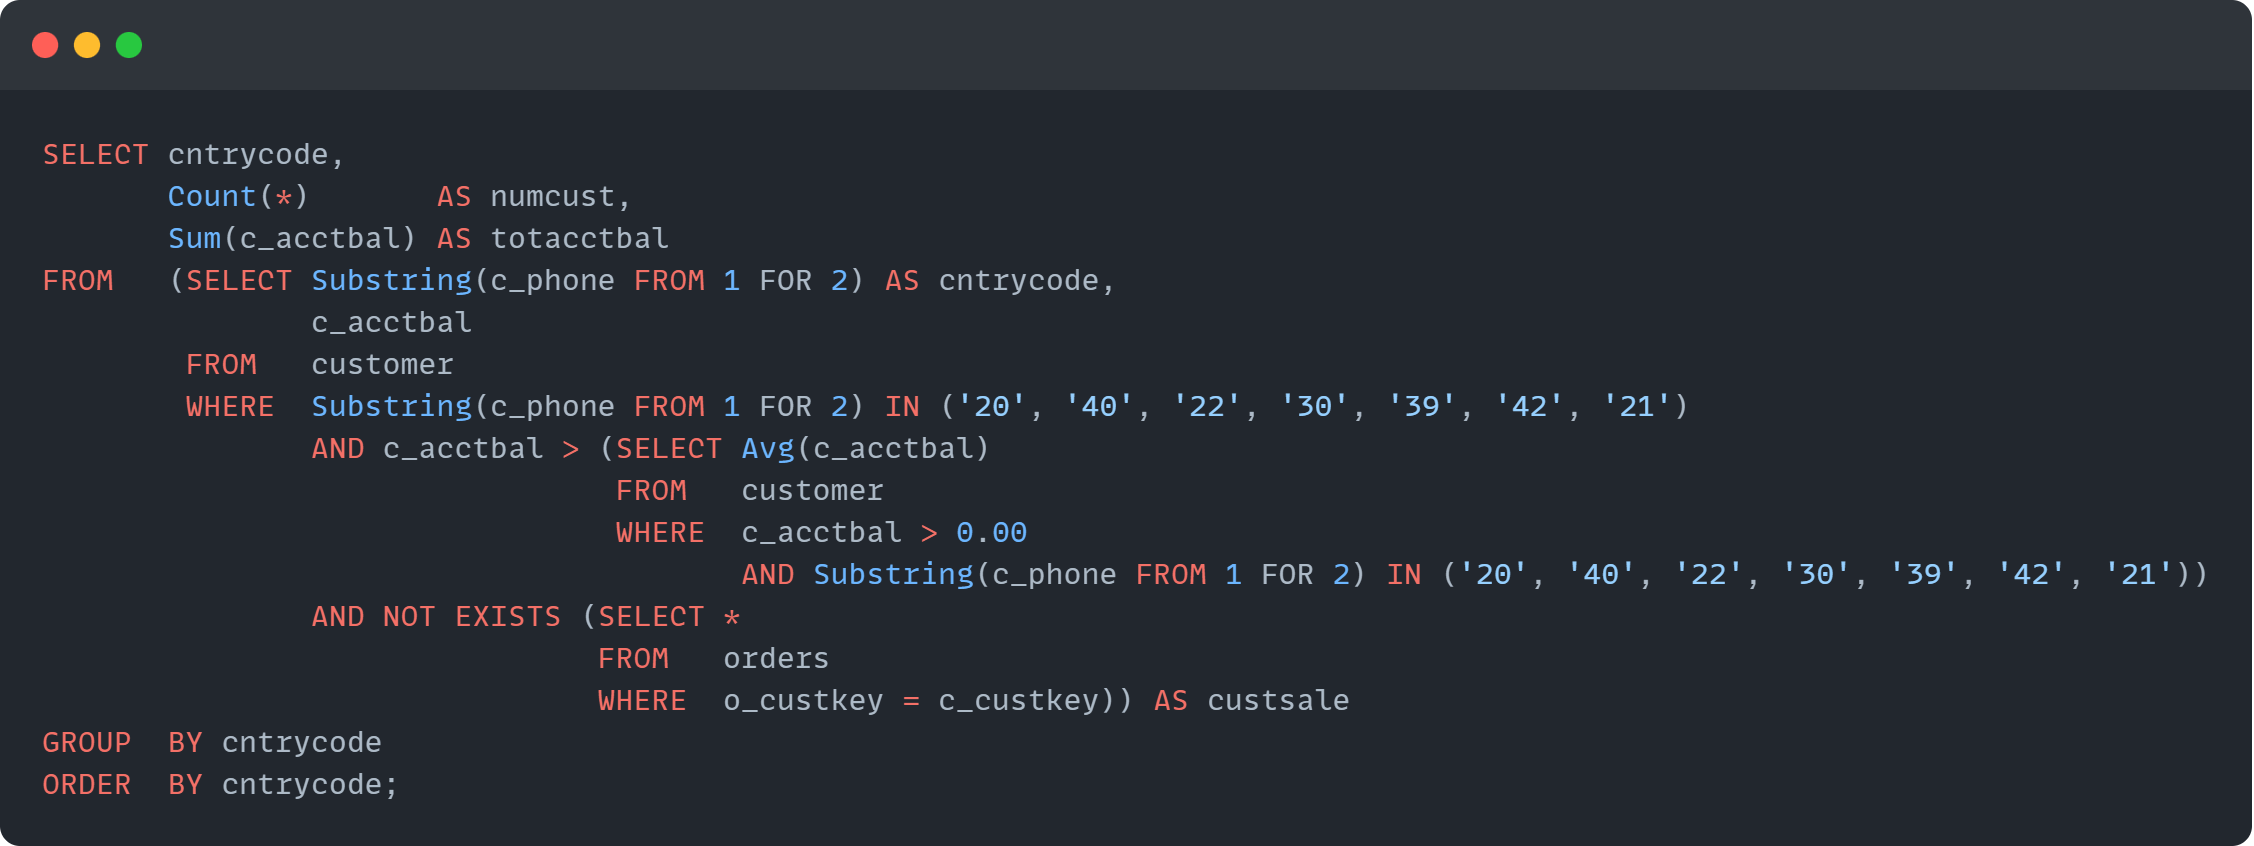 SELECT cntrycode,
       Count(*)       AS numcust,
       Sum(c_acctbal) AS totacctbal
FROM   (SELECT Substring(c_phone FROM 1 FOR 2) AS cntrycode,
               c_acctbal
        FROM   customer
        WHERE  Substring(c_phone FROM 1 FOR 2) IN ('20', '40', '22', '30', '39', '42', '21')
               AND c_acctbal > (SELECT Avg(c_acctbal)
                                FROM   customer
                                WHERE  c_acctbal > 0.00
                                       AND Substring(c_phone FROM 1 FOR 2) IN ('20', '40', '22', '30', '39', '42', '21'))
               AND NOT EXISTS (SELECT *
                               FROM   orders
                               WHERE  o_custkey = c_custkey)) AS custsale
GROUP  BY cntrycode
ORDER  BY cntrycode;